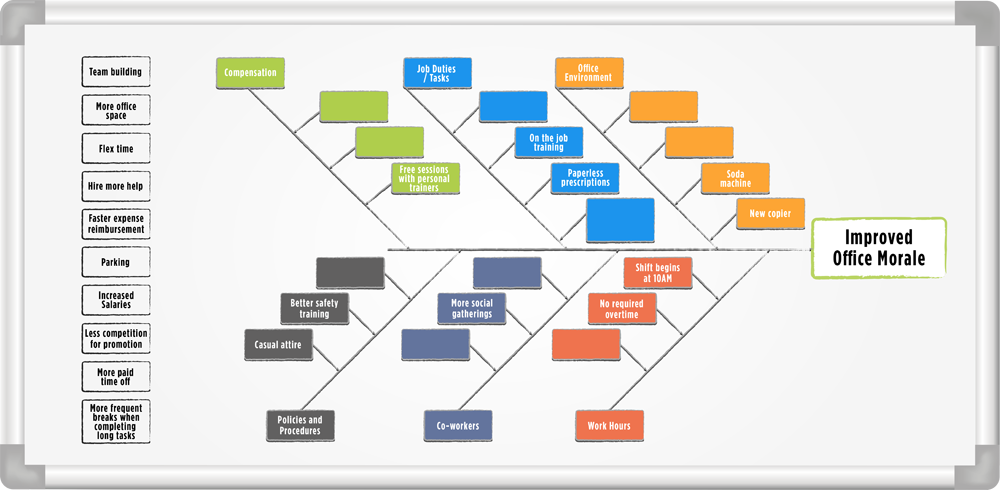 Team building
More office
space
Flex time
Hire more help
Faster expense
reimbursement
Parking
Increased
Salaries
Less competition
for promotion
More paid
time off
More frequent
breaks when
completing
long tasks
Compensation
Free sessions
with personal
trainers
Job Duties
/ Tasks
On the job
training
Paperless
prescriptions
Office
Environment
Soda
machine
New copier
Improved
Office Morale
Better safety
training
Casual attire
Policies and
Procedures
More social
gatherings
Co-workers
Shift begins
at 10AM
No required
overtime
Work Hours